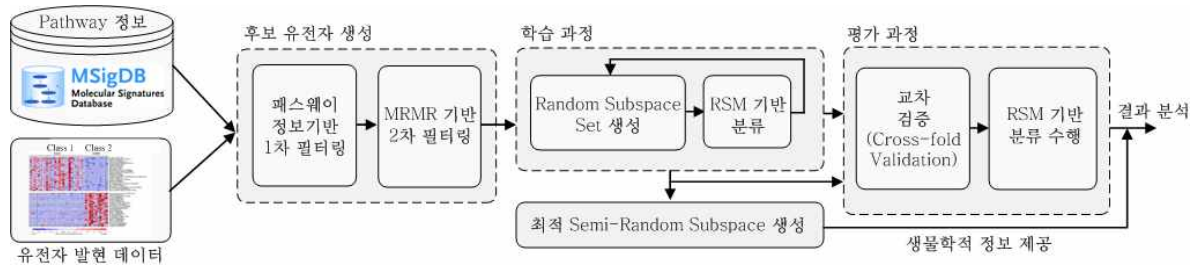 Pathway 정보
MSigDB
Molecular Signatures
Database
Class 1
Class 2
유전자 발현 데이터
후보 유전자 생성
패스웨이
정보기반
1차 필터링
MRMR 기반
2차 필터링
학습 과정
Random Subspace
Set 생성
RSM 기반
분류
최적 Semi-Random Subspace 생성
평가 과정
교차
검증
(Cross-fold
Validation)
RSM 기반
분류 수행
결과 분석
생물학적 정보 제공